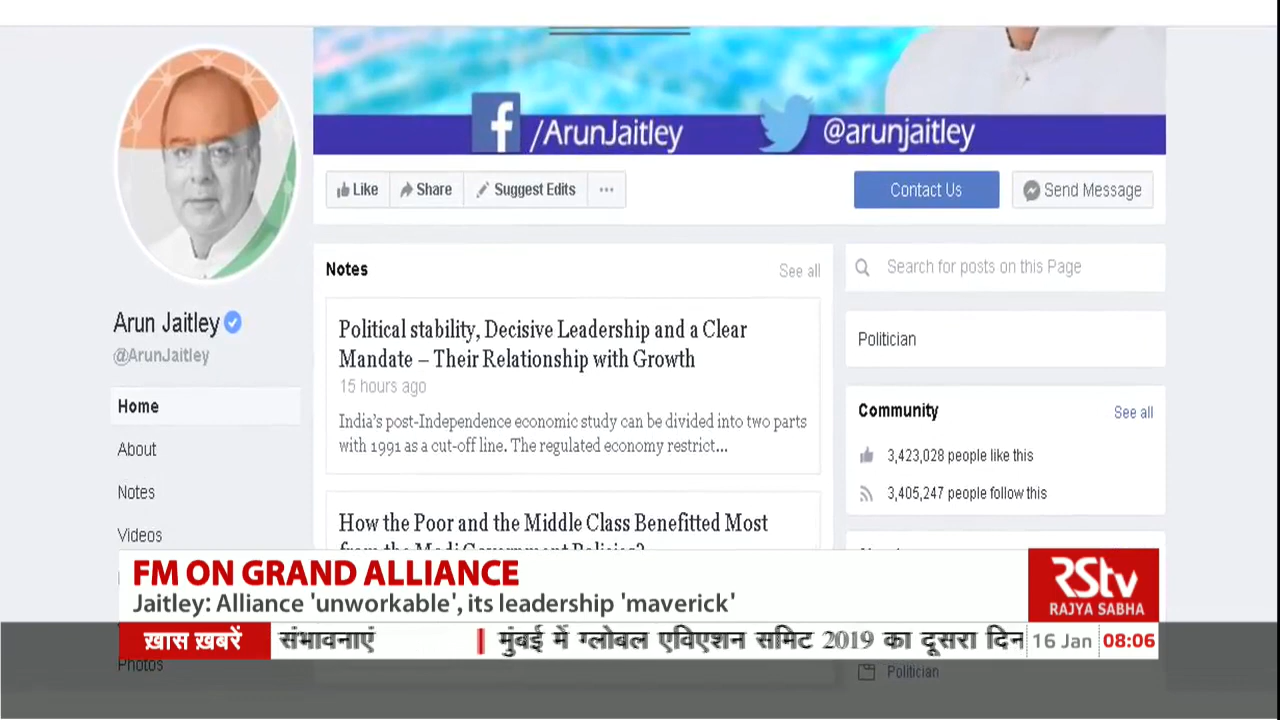 /ArunJaitley
@arunjaitley
Like
Share
Suggest Edits
Contact Us
Send Message
Arun Jaitley
@ArunJaitley
Home
About
Notes
Videos
Photos
Notes
See all
Political stability, Decisive Leadership and a Clear
Mandate – Their Relationship with Growth
15 hours ago
India's post-Independence economic study can be divided into two parts
with 1991 as a cut-off line. The regulated economy restrict...
How the Poor and the Middle Class Benefitted Most
from the Modi Government Policies?
Search for posts on this Page
Politician
Community
See all
3,423,028 people like this
3,405,247 people follow this
Politician
FM ON GRAND ALLIANCE
Jaitley: Alliance 'unworkable', its leadership 'maverick'
RSTV
RAJYA SABHA
ख़ास ख़बरें
संभावनाएं
मुंबई में ग्लोबल एविएशन समिट 2019 का दूसरा दिन
16 Jan
08:06